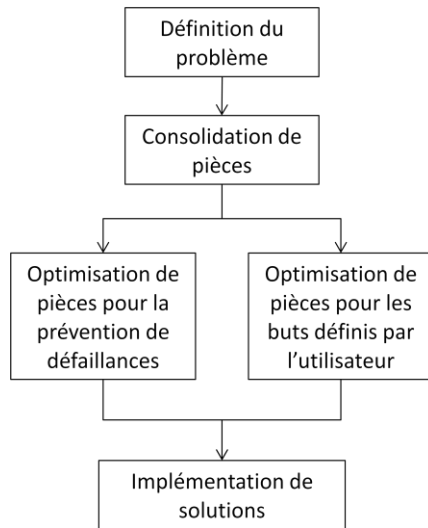 Définition du
problème
Consolidation de
pièces
Optimisation de
pièces pour la
prévention de
défaillances
Optimisation de
pièces pour les
buts définis par
l’utilisateur
Implémentation de
solutions